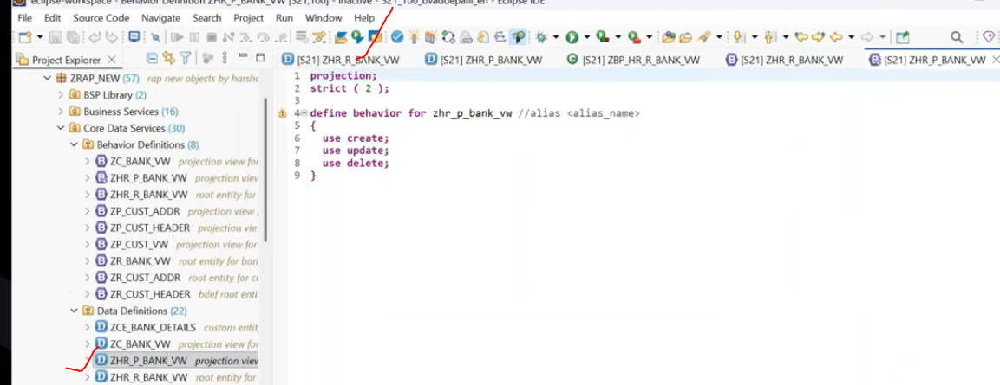 eclipse-workspace - Behavior Definition ZHR_P_BANK_VW [S21,100] - Inactive - S21_100_bvaddepalli_en - Eclipse IDE
File Edit Source Code Navigate Search Project Run Window Help
Project Explorer
[S21] ZHR_R_BANK_VW [S21] ZHR_P_BANK_VW [S21] ZBP_HR_R_BANK_VW [S21] ZHR_R_BANK_VW [S21] ZHR_P_BANK_VW
ZRAP_NEW (57) rap new objects by harsha
BSP Library (2)
Business Services (16)
Core Data Services (30)
Behavior Definitions (8)
ZC_BANK_VW projection view for
ZHR_P_BANK_VW projection view
ZHR_R_BANK_VW root entity for
ZP_CUST_ADDR projection view
ZP_CUST_HEADER projection vie
ZP_CUST_VW projection view for
ZR_BANK_VW root entity for ban
ZR_CUST_ADDR root entity for c
ZR_CUST_HEADER bdef root enti
Data Definitions (22)
ZCE_BANK_DETAILS custom entit
ZC_BANK_VW projection view for
ZHR_P_BANK_VW projection view
ZHR_R_BANK_VW root entity for
1 projection;
2 strict ( 2 );
3
4 define behavior for zhr_p_bank_vw //alias <alias_name>
5 {
6 use create;
7 use update;
8 use delete;
9 }